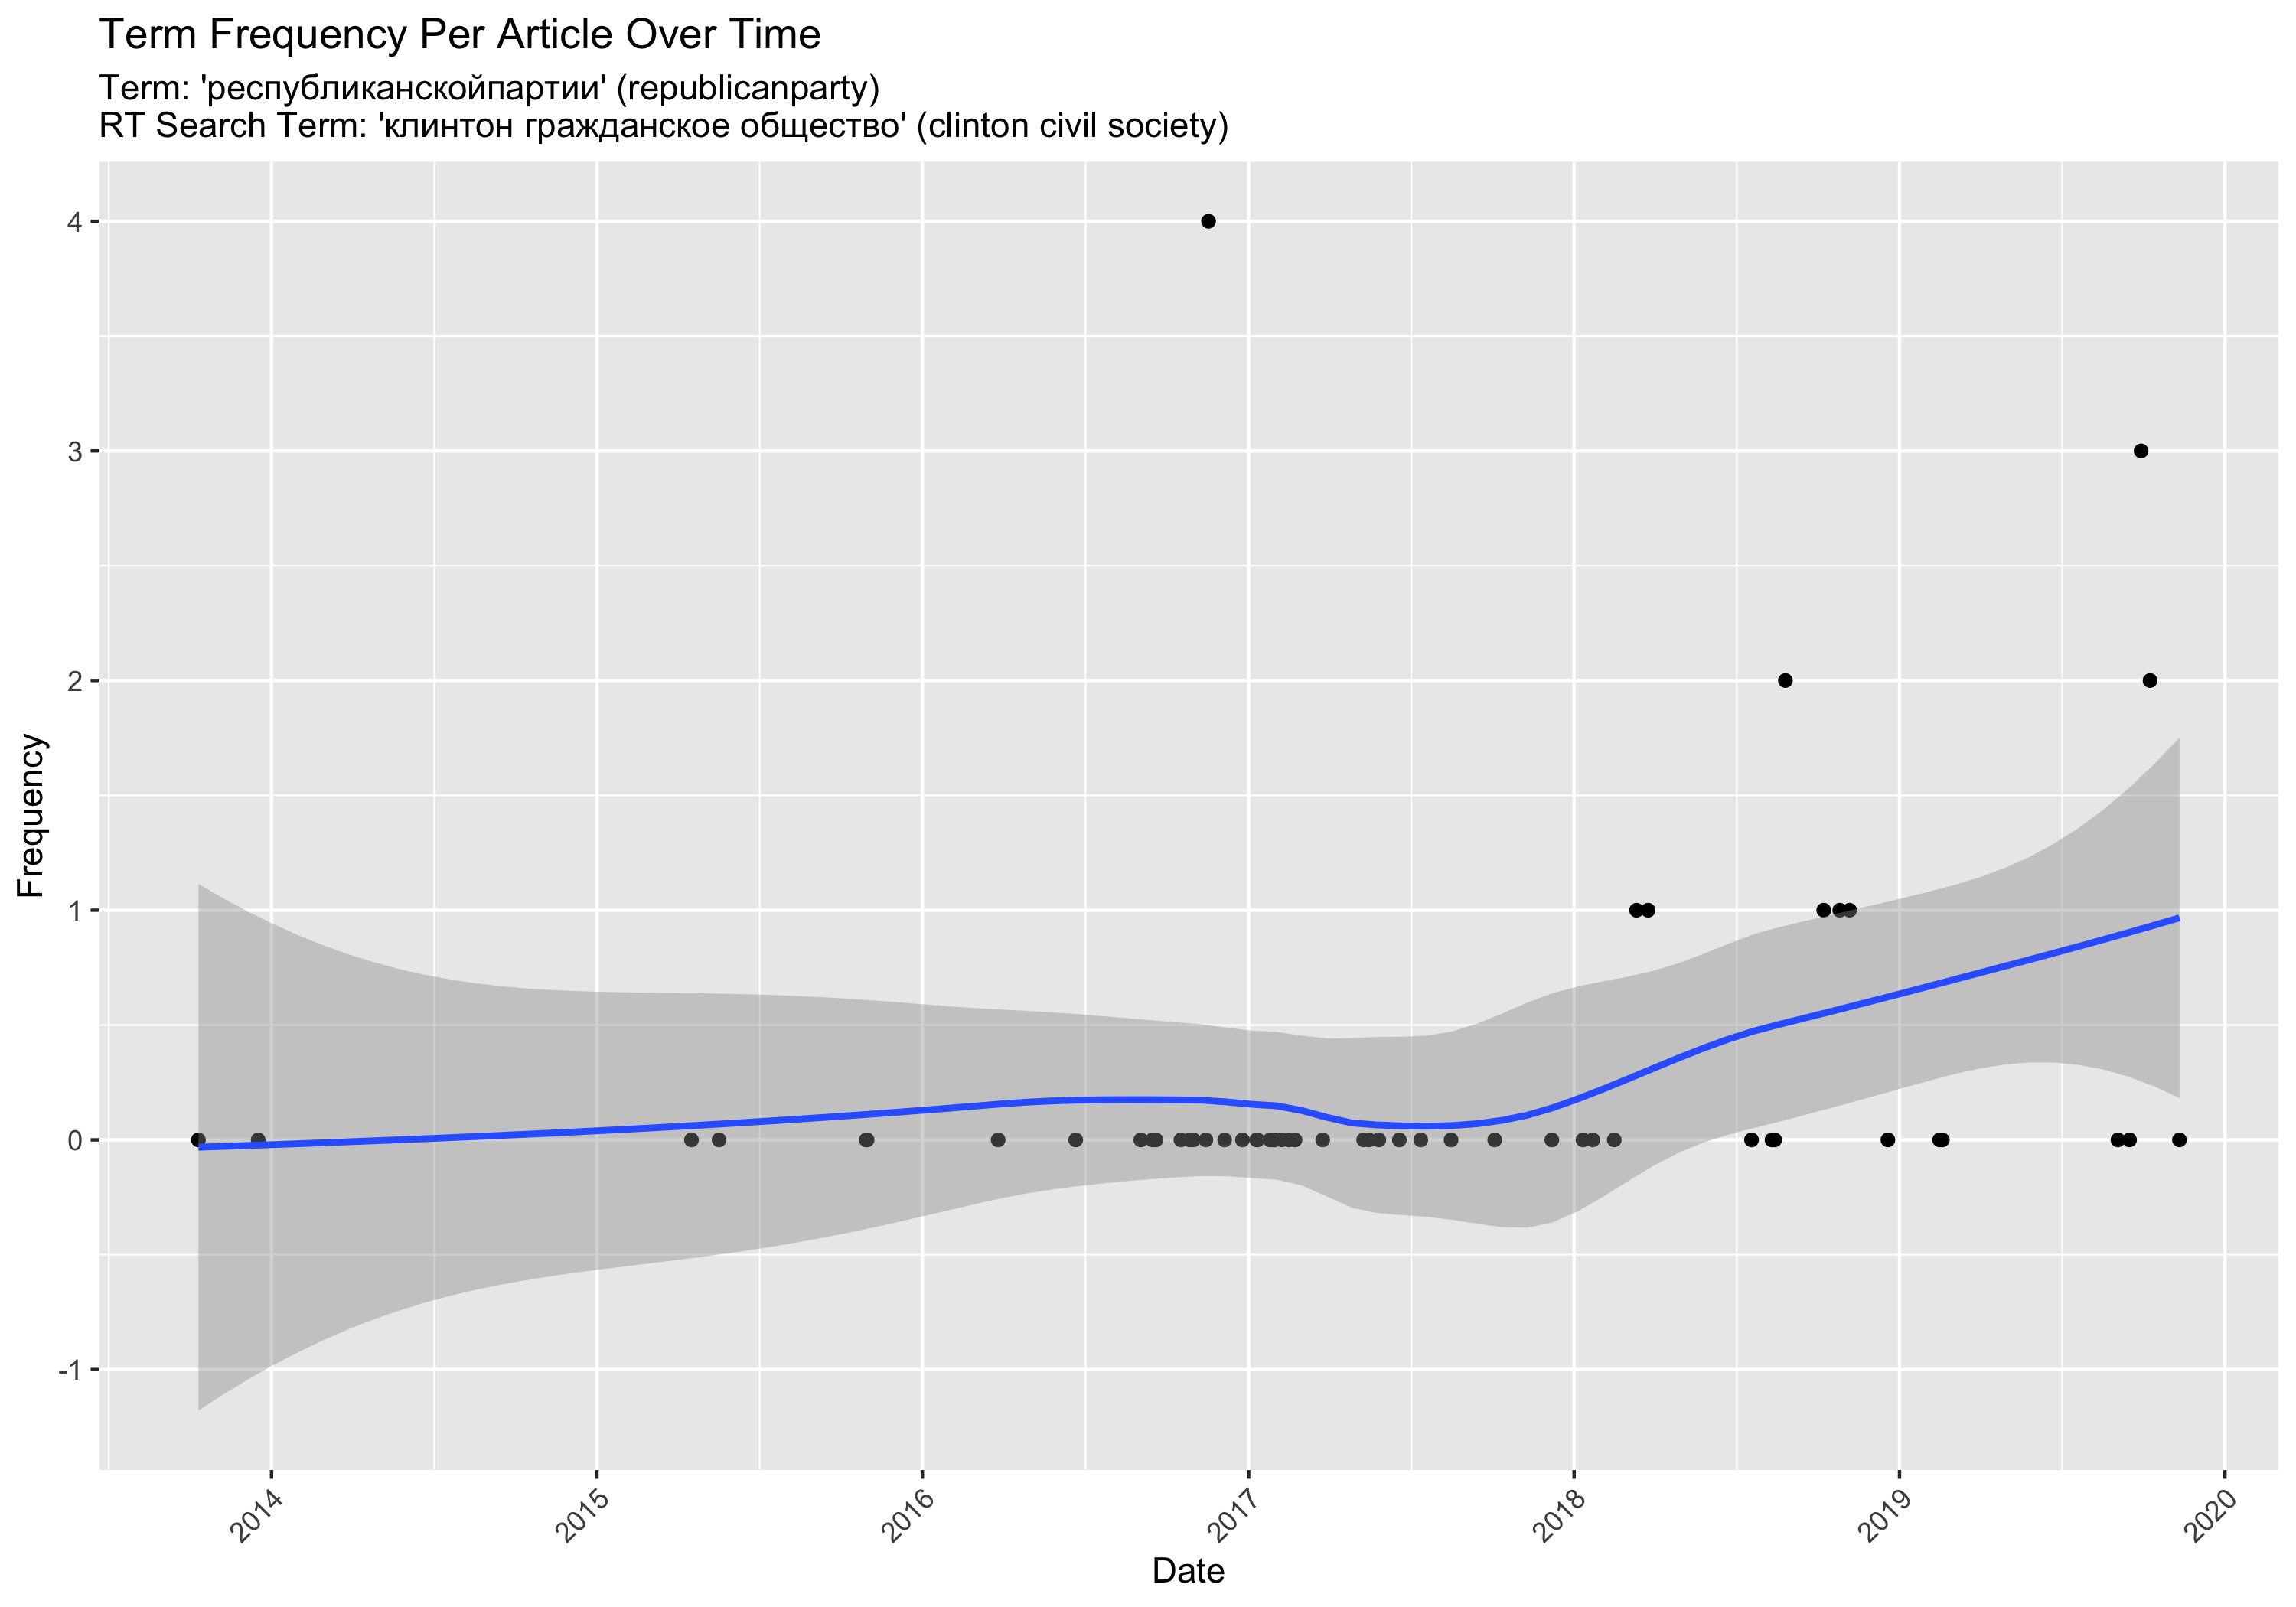 Term Frequency Per Article Over Time
Term: 'республиканскойпартии' (republicanparty)
RT Search Term: 'клинтон гражданское общество' (clinton civil society)
4
3
2
1
0
-1
Frequency
2014
2015
2016
2017
2018
2019
2020
Date